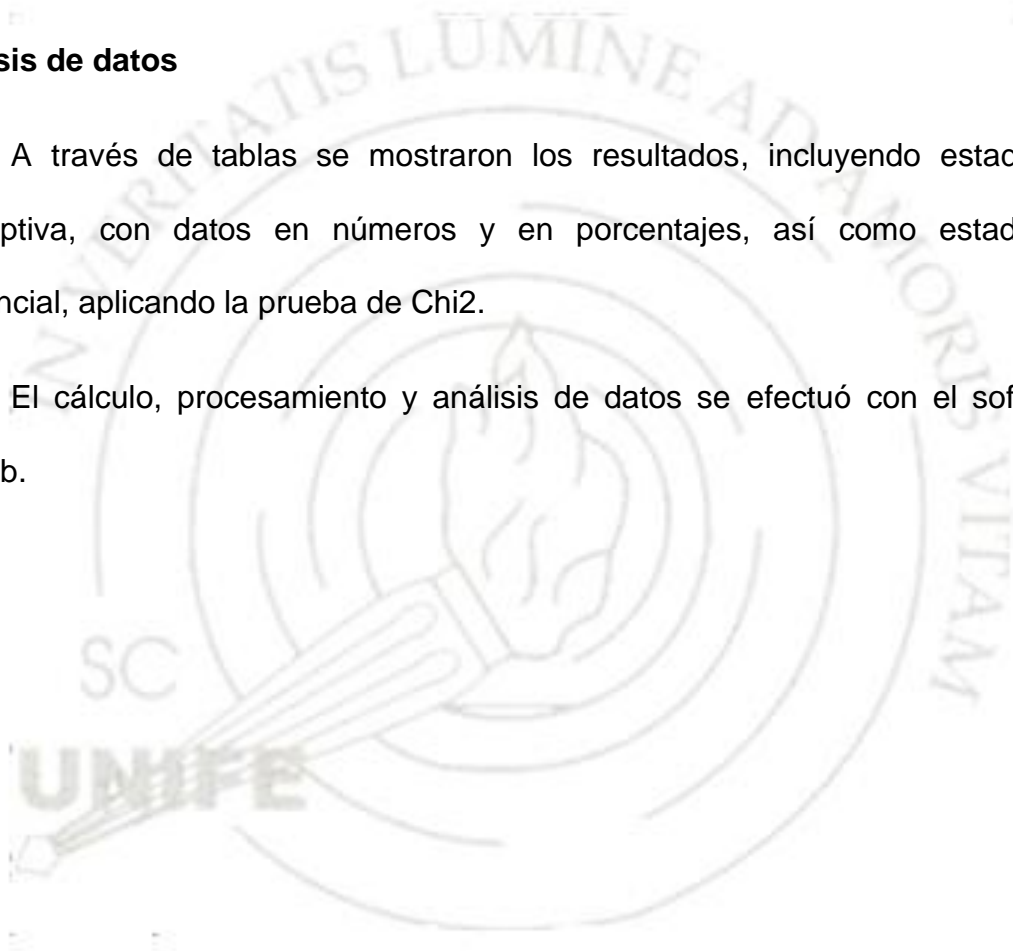 sis de datos
A través de tablas se mostraron los resultados, incluyendo estad
ptiva, con datos en números y en porcentajes, así como estad
ncial, aplicando la prueba de Chi2.
El cálculo, procesamiento y análisis de datos se efectuó con el sof
b.
N VERITATIS LUMINE AD AMORIS VITAM
SC
UNIFE